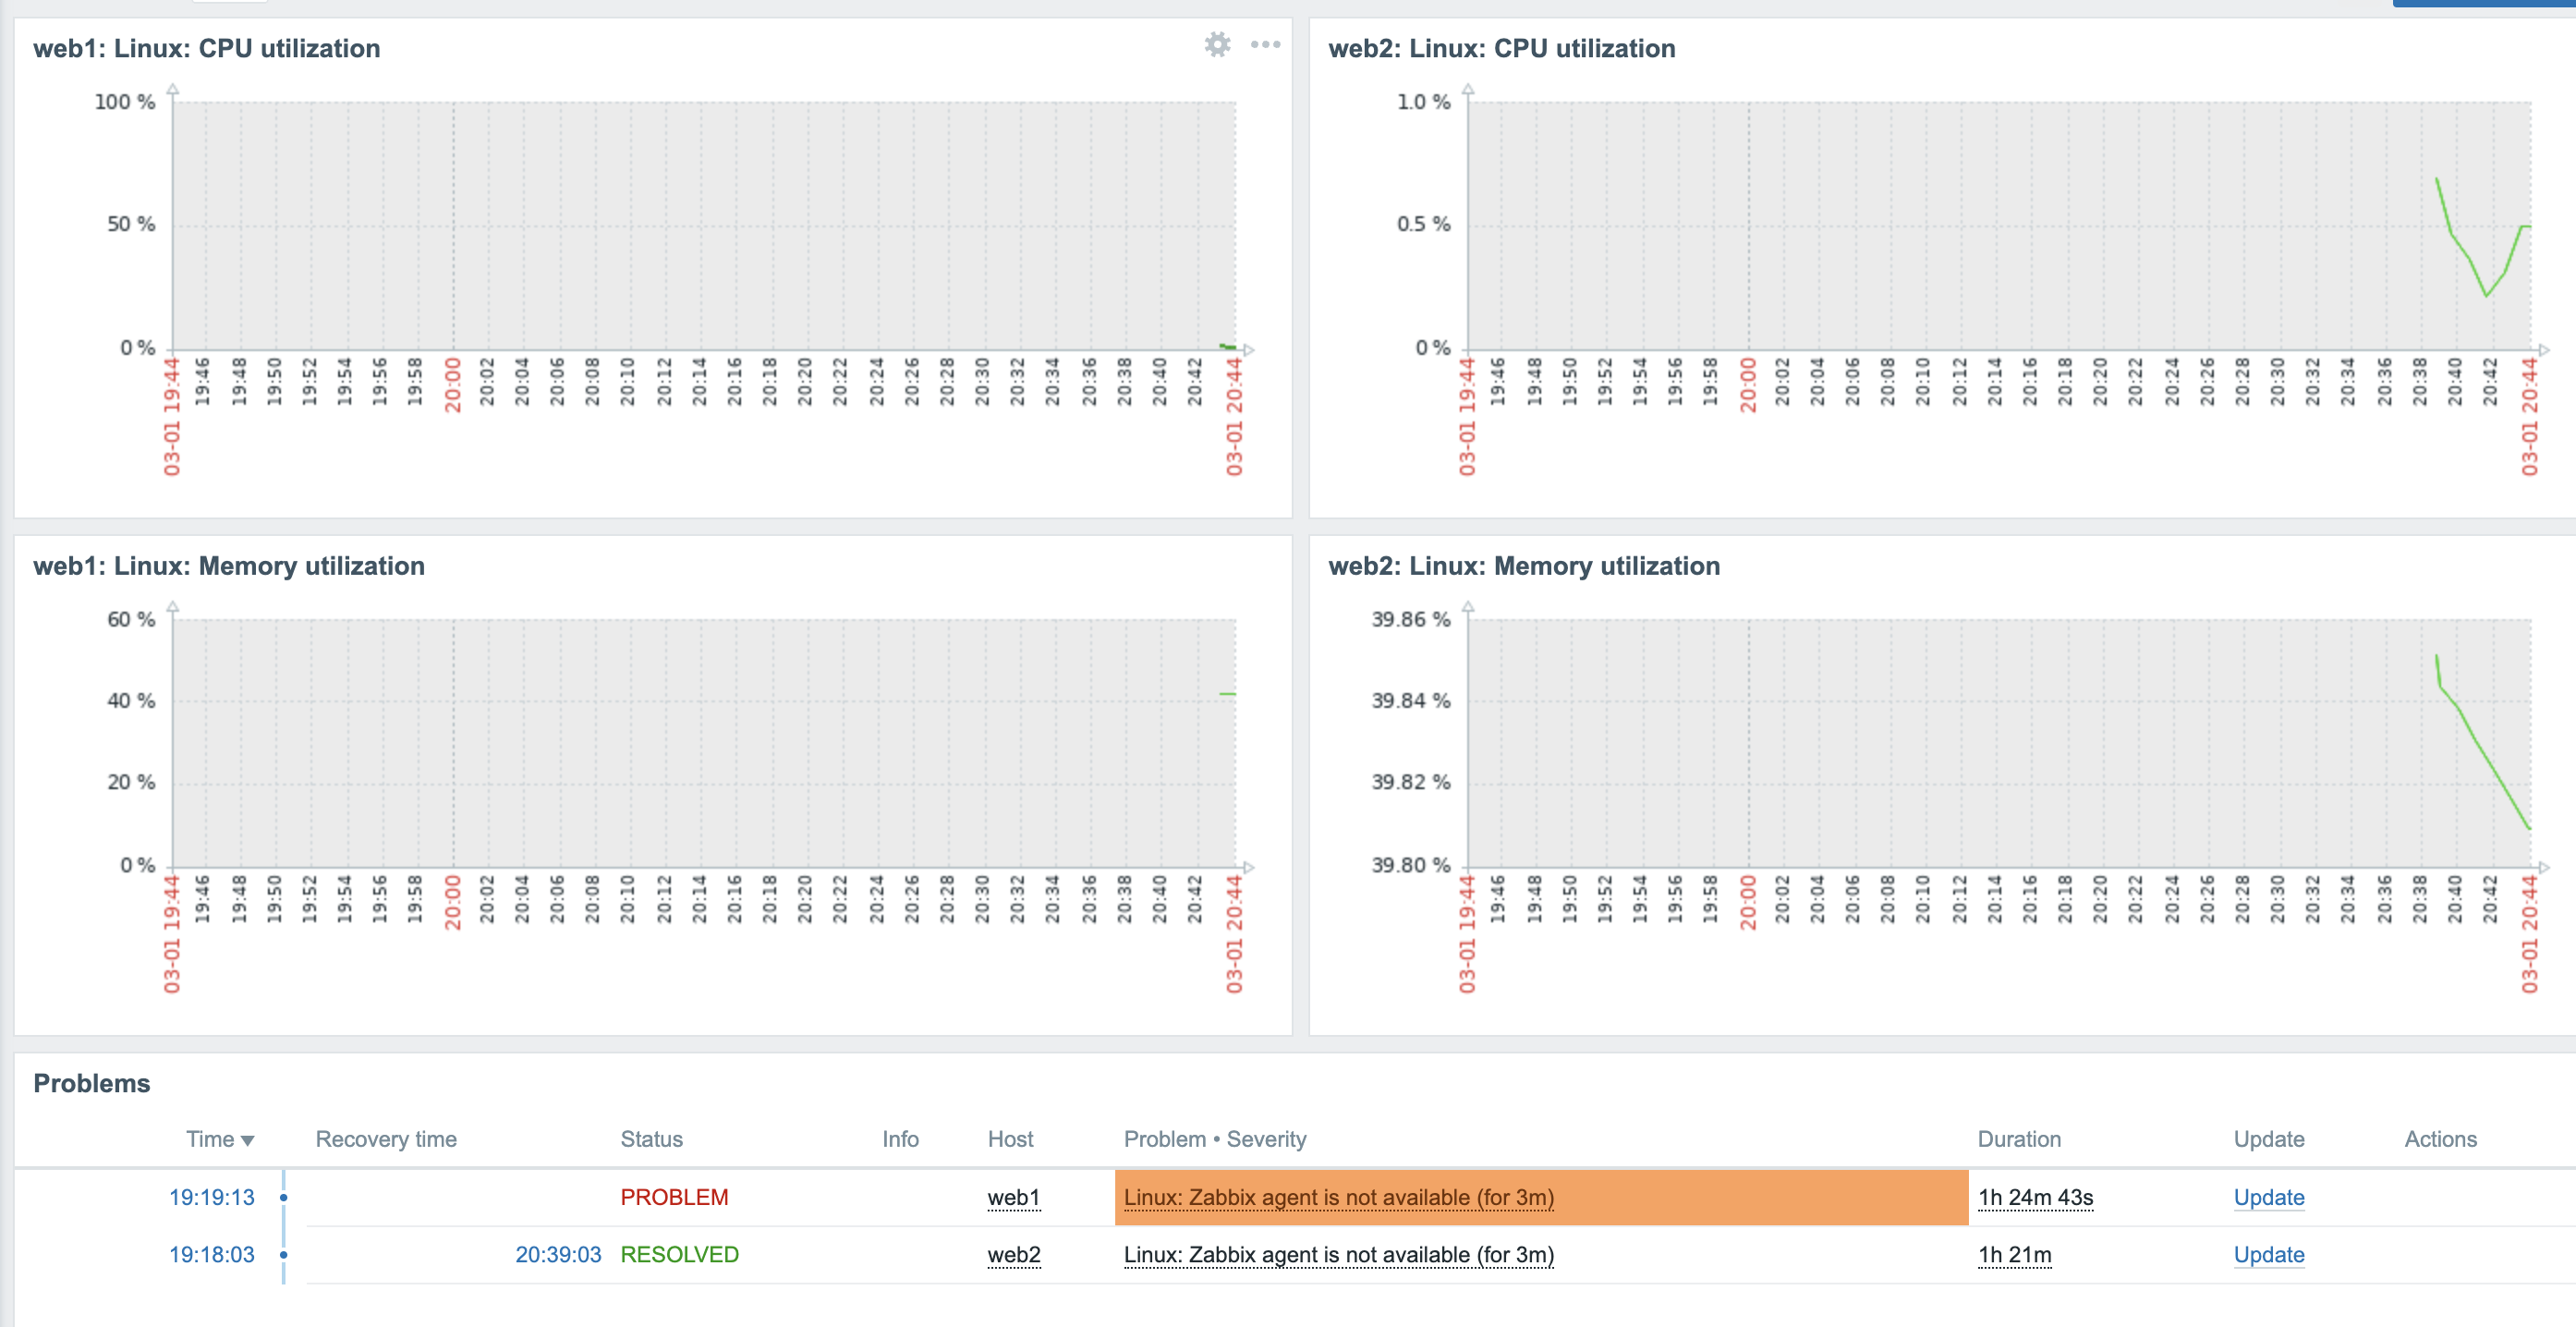 web1: Linux: CPU utilization
100 %
50 %
0 %
03-01 19:44 19:46 19:48 19:50 19:52 19:54 19:56 19:58 20:00 20:02 20:04 20:06 20:08 20:10 20:12 20:14 20:16 20:18 20:20 20:22 20:24 20:26 20:28 20:30 20:32 20:34 20:36 20:38 20:40 20:42 03-01 20:44
web2: Linux: CPU utilization
1.0 %
0.5 %
0 %
03-01 19:44 19:46 19:48 19:50 19:52 19:54 19:56 19:58 20:00 20:02 20:04 20:06 20:08 20:10 20:12 20:14 20:16 20:18 20:20 20:22 20:24 20:26 20:28 20:30 20:32 20:34 20:36 20:38 20:40 20:42 03-01 20:44
web1: Linux: Memory utilization
60 %
40 %
20 %
0 %
03-01 19:44 19:46 19:48 19:50 19:52 19:54 19:56 19:58 20:00 20:02 20:04 20:06 20:08 20:10 20:12 20:14 20:16 20:18 20:20 20:22 20:24 20:26 20:28 20:30 20:32 20:34 20:36 20:38 20:40 20:42 03-01 20:44
web2: Linux: Memory utilization
39.86 %
39.84 %
39.82 %
39.80 %
03-01 19:44 19:46 19:48 19:50 19:52 19:54 19:56 19:58 20:00 20:02 20:04 20:06 20:08 20:10 20:12 20:14 20:16 20:18 20:20 20:22 20:24 20:26 20:28 20:30 20:32 20:34 20:36 20:38 20:40 20:42 03-01 20:44
Problems
Time Recovery time Status Info Host Problem • Severity Duration Update Actions
19:19:13 PROBLEM web1 Linux: Zabbix agent is not available (for 3m) 1h 24m 43s Update
19:18:03 20:39:03 RESOLVED web2 Linux: Zabbix agent is not available (for 3m) 1h 21m Update